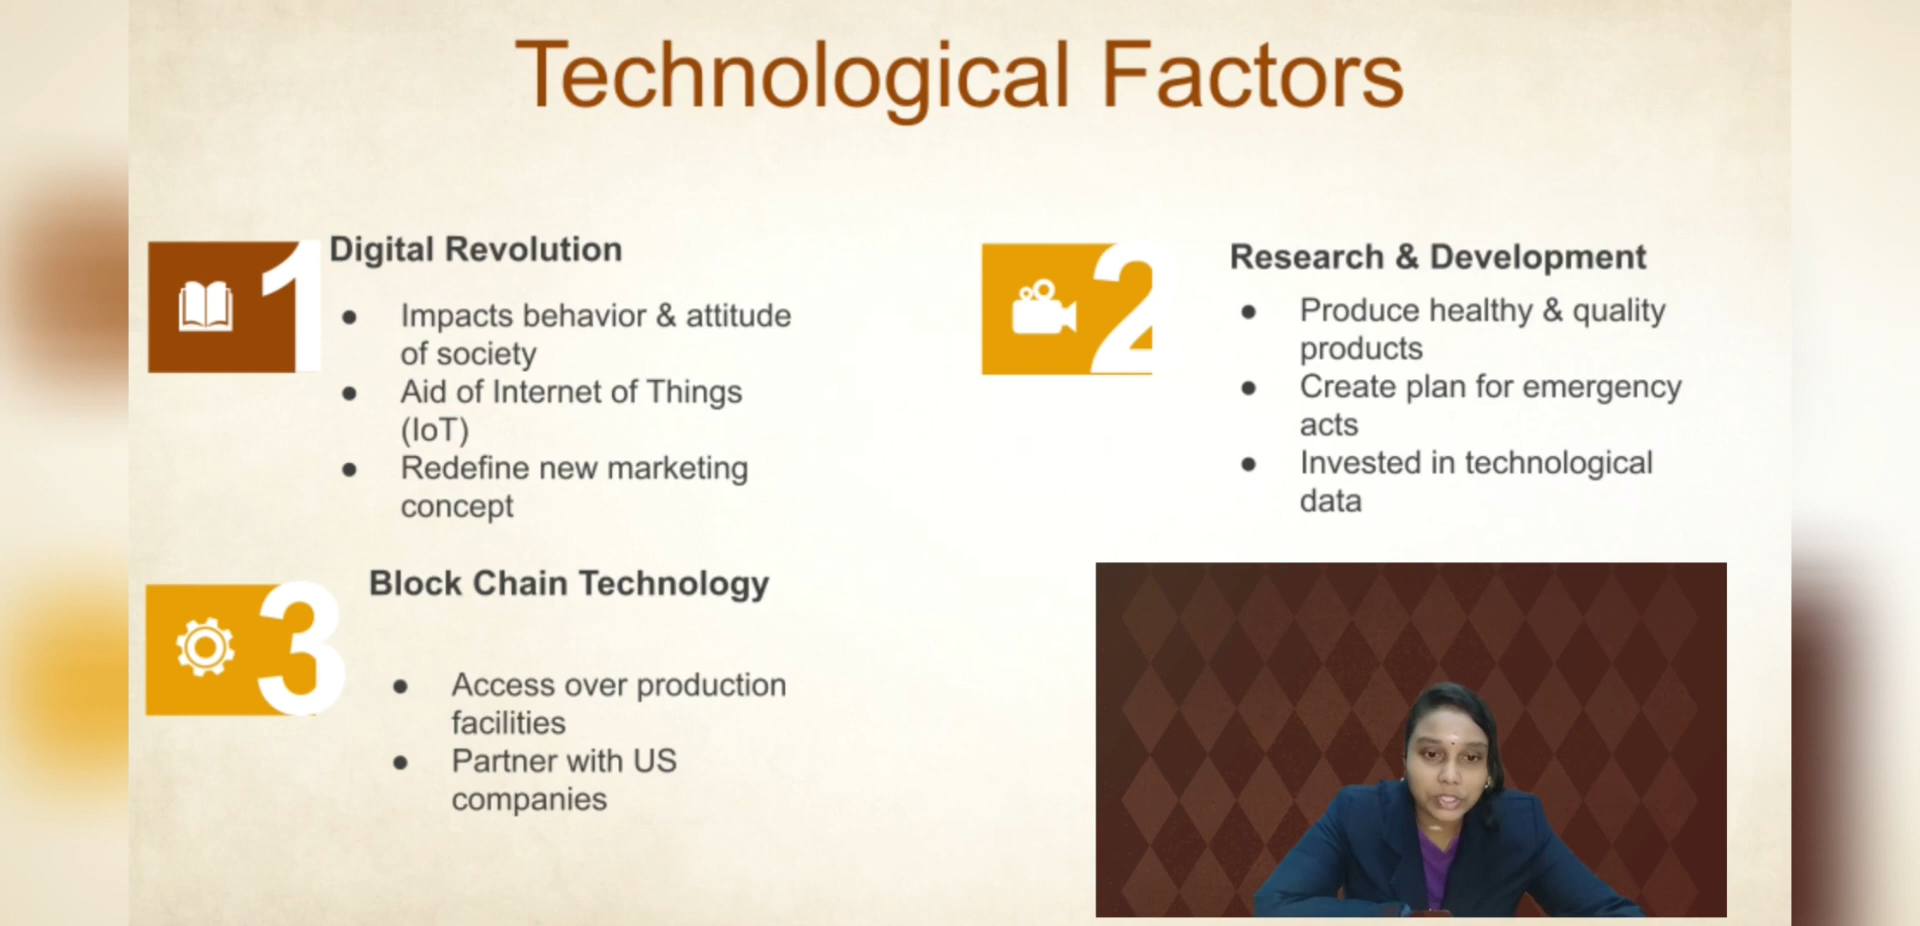 Technological Factors
1
Digital Revolution
● Impacts behavior & attitude
of society
● Aid of Internet of Things
(IoT)
● Redefine new marketing
concept
2
Research & Development
● Produce healthy & quality
products
● Create plan for emergency
acts
● Invested in technological
data
3
Block Chain Technology
● Access over production
facilities
● Partner with US
companies